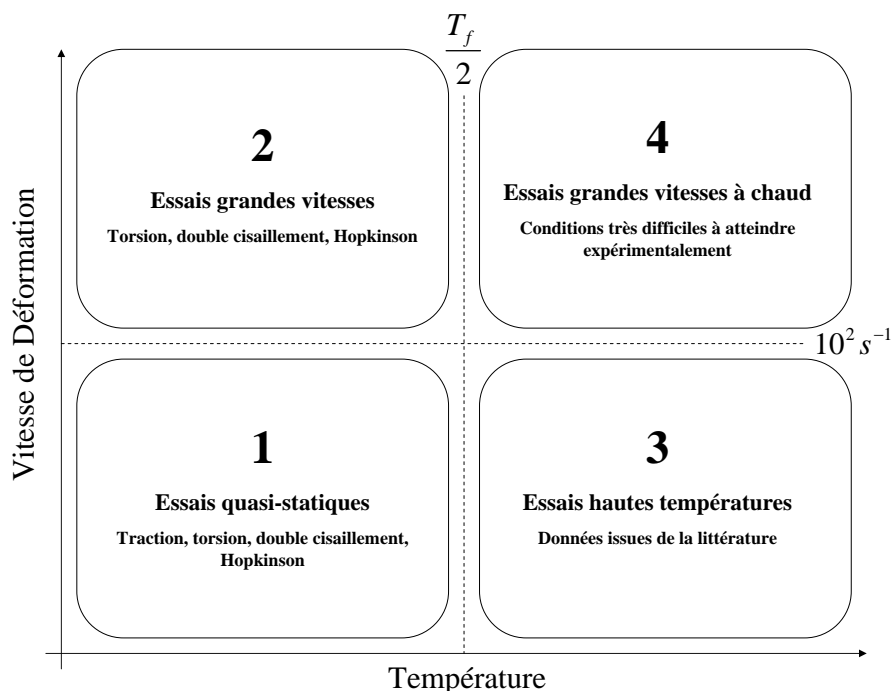 T_f
2
2
Essais grandes vitesses
Torsion, double cisaillement, Hopkinson
4
Essais grandes vitesses à chaud
Conditions très difficiles à atteindre
expérimentalement
Vitesse de Déformation
10² s⁻¹
1
Essais quasi-statiques
Traction, torsion, double cisaillement,
Hopkinson
3
Essais hautes températures
Données issues de la littérature
Température